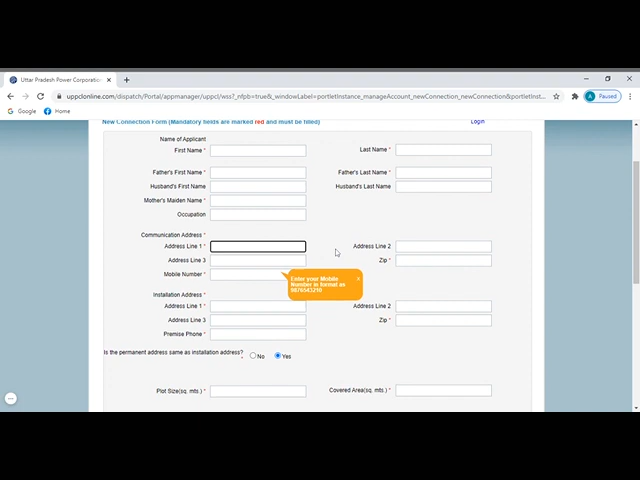 Uttar Pradesh Power Corporation
uppclonline.com/dispatch/Portal/appmanager/uppcl/wss?_nfpb=true&_windowLabel=portletInstance_manageAccount_newConnection_newConnection&portletInst...
A Paused
Google Home
New Connection Form (Mandatory fields are marked red and must be filled) Login
Name of Applicant
First Name * Last Name *
Father's First Name * Father's Last Name *
Husband's First Name Husband's Last Name
Mother's Maiden Name *
Occupation
Communication Address *
Address Line 1 * Address Line 2
Address Line 3 Zip *
Mobile Number *
Enter your Mobile X
Number in format as
9876543210
Installation Address *
Address Line 1 * Address Line 2
Address Line 3 Zip *
Premise Phone *
Is the permanent address same as installation address? * No Yes
Plot Size(sq. mts.) * Covered Area(sq. mts.) *